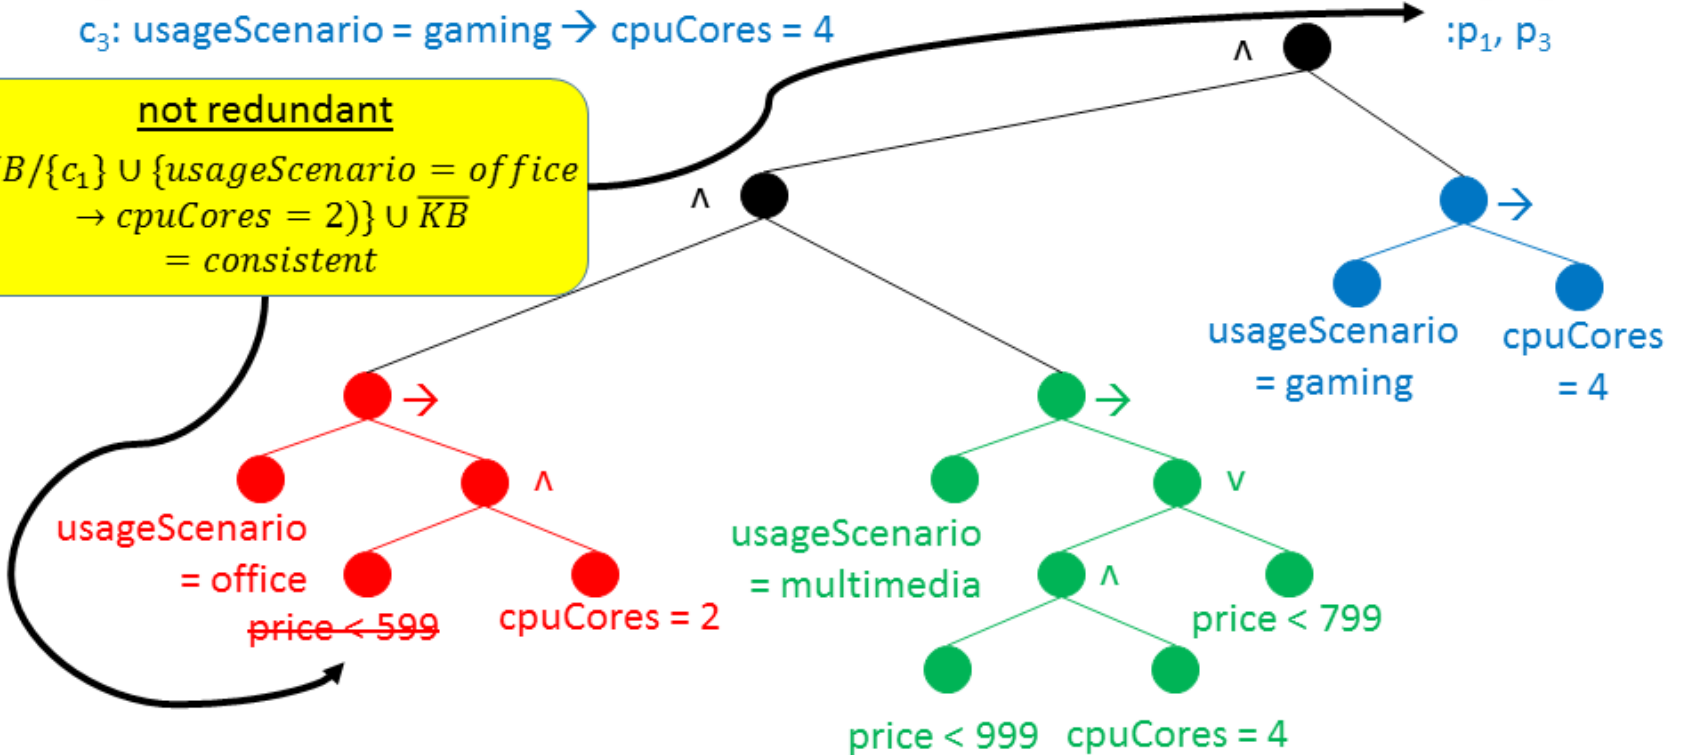 c₃: usageScenario = gaming → cpuCores = 4
:p₁, p₃
∧
not redundant
B/{c₁} ∪ {usageScenario = office
→ cpuCores = 2)} ∪ K̅B̅
= consistent
∧
→
usageScenario
= gaming
cpuCores
= 4
→
→
usageScenario
= office
∧
price < 599
cpuCores = 2
usageScenario
= multimedia
∨
∧
price < 799
price < 999
cpuCores = 4